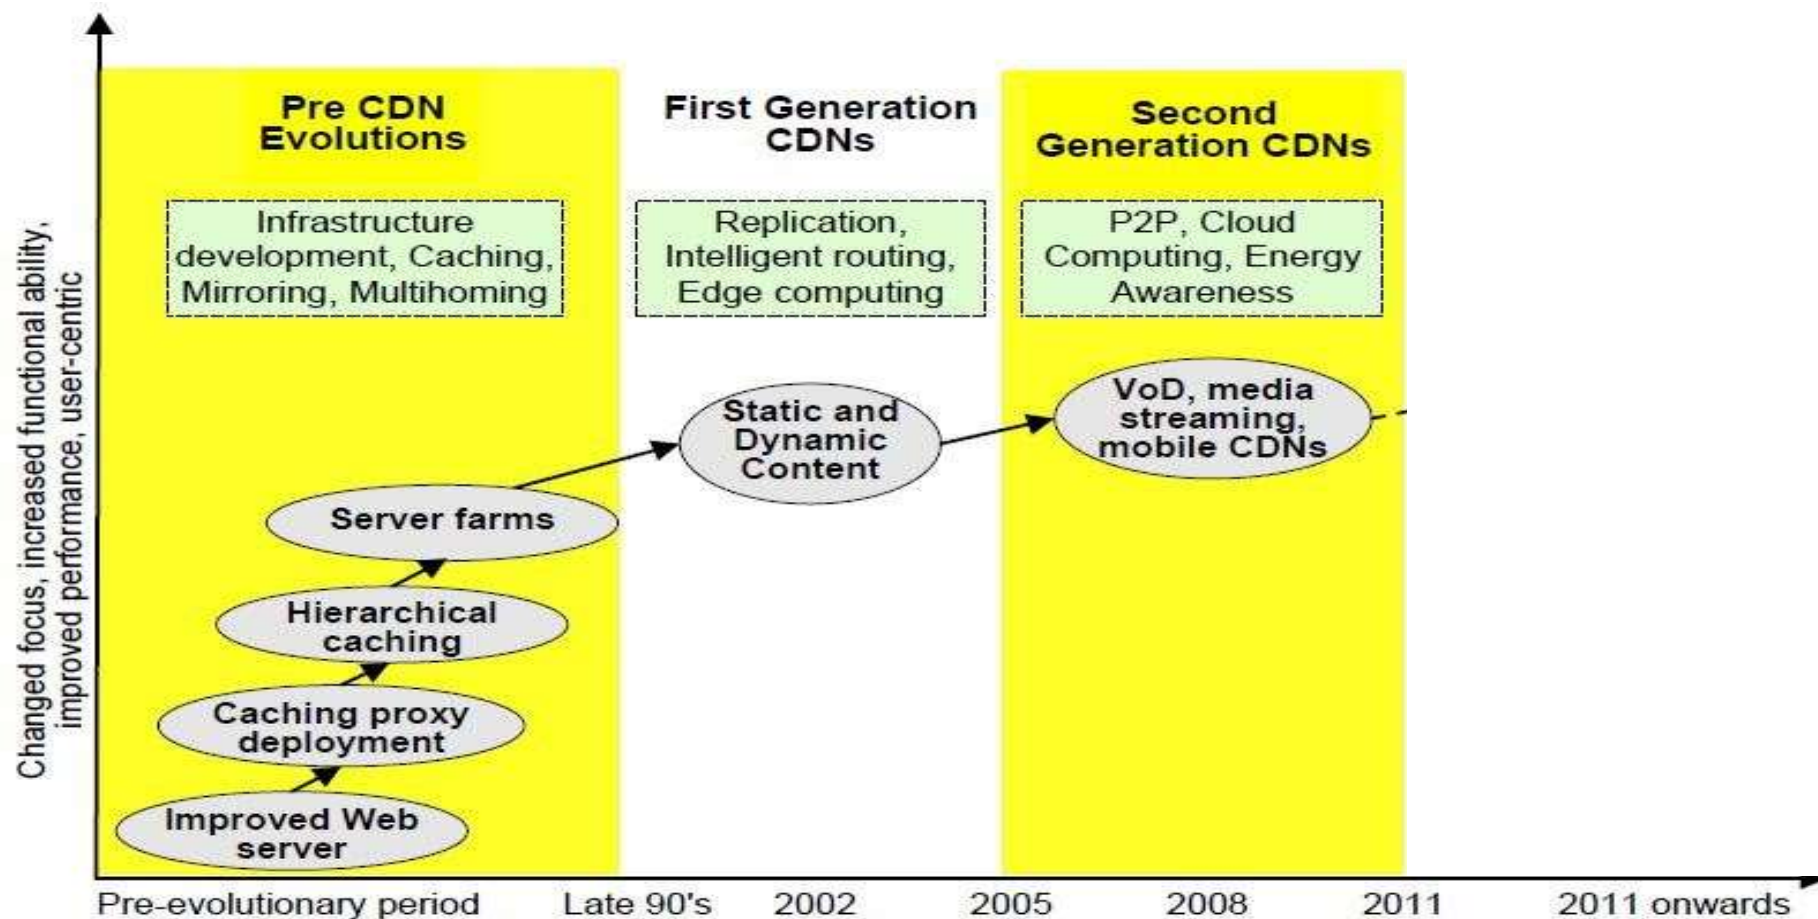 Pre CDN
Evolutions
First Generation
CDNs
Second
Generation CDNs
Infrastructure
development, Caching,
Mirroring, Multihoming
Replication,
Intelligent routing,
Edge computing
P2P, Cloud
Computing, Energy
Awareness
VoD, media
streaming,
mobile CDNs
Static and
Dynamic
Content
Server farms
Hierarchical
caching
Caching proxy
deployment
Improved Web
server
Changed focus, increased functional ability,
improved performance, user-centric
Pre-evolutionary period
Late 90's
2002
2005
2008
2011
2011 onwards